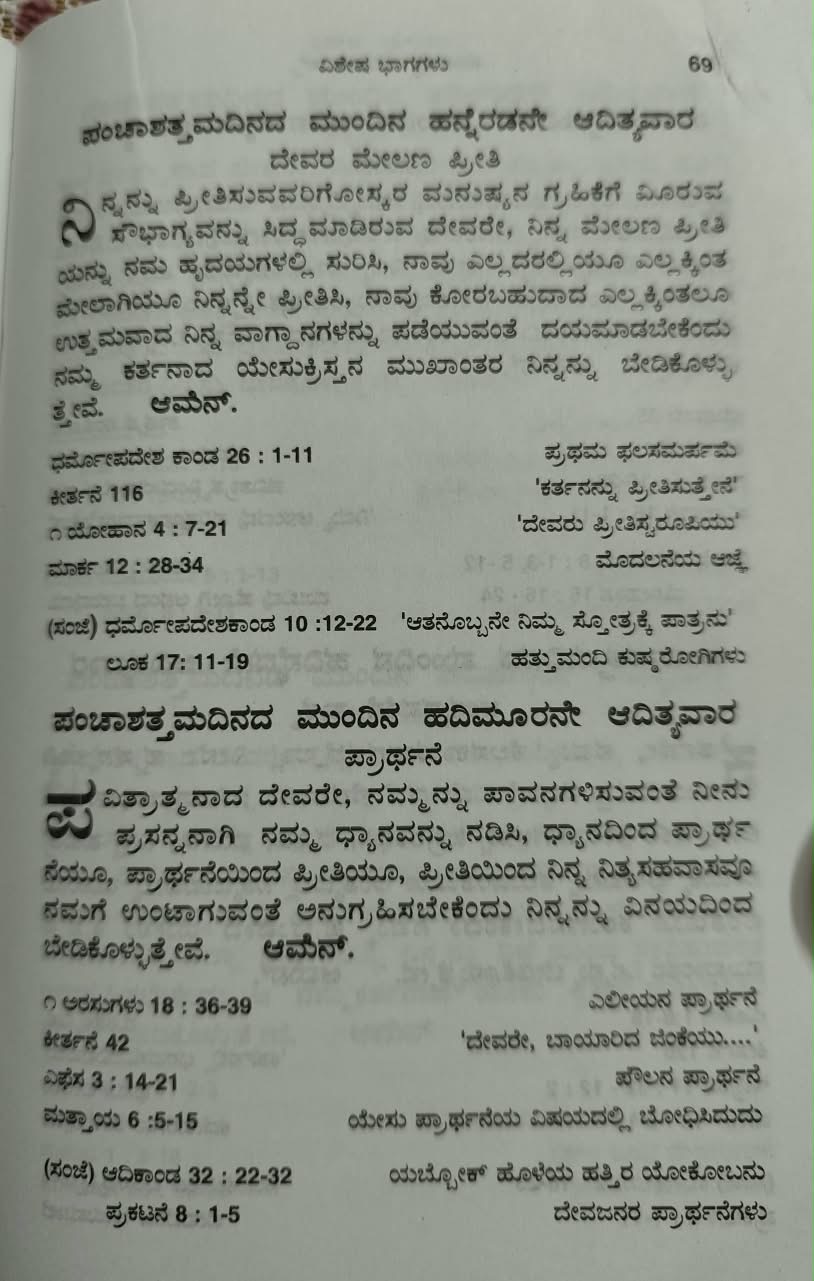 ವಿಶೇಷ ಭಾಗಗಳು 69
ಪಂಚಾಶತ್ತಮದಿನದ ಮುಂದಿನ ಹನ್ನೆರಡನೇ ಆದಿತ್ಯವಾರ
ದೇವರ ಮೇಲಣ ಪ್ರೀತಿ
ನಿನ್ನನ್ನು ಪ್ರೀತಿಸುವವರಿಗೋಸ್ಕರ ಮನುಷ್ಯನ ಗ್ರಹಿಕೆಗೆ ಮೀರುವ
ಸೌಭಾಗ್ಯವನ್ನು ಸಿದ್ಧಮಾಡಿರುವ ದೇವರೇ, ನಿನ್ನ ಮೇಲಣ ಪ್ರೀತಿ
ಯನ್ನು ನಮ ಹೃದಯಗಳಲ್ಲಿ ಸುರಿಸಿ, ನಾವು ಎಲ್ಲದರಲ್ಲಿಯೂ ಎಲ್ಲಕ್ಕಿಂತ
ಮೇಲಾಗಿಯೂ ನಿನ್ನನ್ನೇ ಪ್ರೀತಿಸಿ, ನಾವು ಕೋರಬಹುದಾದ ಎಲ್ಲಕ್ಕಿಂತಲೂ
ಉತ್ತಮವಾದ ನಿನ್ನ ವಾಗ್ದಾನಗಳನ್ನು ಪಡೆಯುವಂತೆ ದಯಮಾಡಬೇಕೆಂದು
ನಮ್ಮ ಕರ್ತನಾದ ಯೇಸುಕ್ರಿಸ್ತನ ಮುಖಾಂತರ ನಿನ್ನನ್ನು ಬೇಡಿಕೊಳ್ಳು
ತ್ತೇವೆ. ಆಮೆನ್.
ಧರ್ಮೋಪದೇಶ ಕಾಂಡ 26 : 1-11 ಪ್ರಥಮ ಫಲಸಮರ್ಪಣೆ
ಕೀರ್ತನೆ 116 'ಕರ್ತನನ್ನು ಪ್ರೀತಿಸುತ್ತೇನೆ'
೧ ಯೋಹಾನ 4 : 7-21 'ದೇವರು ಪ್ರೀತಿಸ್ವರೂಪಿಯು'
ಮಾರ್ಕ 12 : 28-34 ಮೊದಲನೆಯ ಆಜ್ಞೆ
(ಸಂಜೆ) ಧರ್ಮೋಪದೇಶಕಾಂಡ 10 :12-22 'ಆತನೊಬ್ಬನೇ ನಿಮ್ಮ ಸ್ತೋತ್ರಕ್ಕೆ ಪಾತ್ರನು'
ಲೂಕ 17: 11-19 ಹತ್ತುಮಂದಿ ಕುಷ್ಠರೋಗಿಗಳು
ಪಂಚಾಶತ್ತಮದಿನದ ಮುಂದಿನ ಹದಿಮೂರನೇ ಆದಿತ್ಯವಾರ
ಪ್ರಾರ್ಥನೆ
ಪವಿತ್ರಾತ್ಮನಾದ ದೇವರೇ, ನಮ್ಮನ್ನು ಪಾವನಗಳಿಸುವಂತೆ ನೀನು
ಪ್ರಸನ್ನನಾಗಿ ನಮ್ಮ ಧ್ಯಾನವನ್ನು ನಡಿಸಿ, ಧ್ಯಾನದಿಂದ ಪ್ರಾರ್ಥ
ನೆಯೂ, ಪ್ರಾರ್ಥನೆಯಿಂದ ಪ್ರೀತಿಯೂ, ಪ್ರೀತಿಯಿಂದ ನಿನ್ನ ನಿತ್ಯಸಹವಾಸವೂ
ನಮಗೆ ಉಂಟಾಗುವಂತೆ ಅನುಗ್ರಹಿಸಬೇಕೆಂದು ನಿನ್ನನ್ನು ವಿನಯದಿಂದ
ಬೇಡಿಕೊಳ್ಳುತ್ತೇವೆ. ಆಮೆನ್.
೧ ಅರಸುಗಳು 18 : 36-39 ಎಲೀಯನ ಪ್ರಾರ್ಥನೆ
ಕೀರ್ತನೆ 42 'ದೇವರೇ, ಬಾಯಾರಿದ ಜಿಂಕೆಯು....'
ಎಫೆಸ 3 : 14-21 ಪೌಲನ ಪ್ರಾರ್ಥನೆ
ಮತ್ತಾಯ 6 :5-15 ಯೇಸು ಪ್ರಾರ್ಥನೆಯ ವಿಷಯದಲ್ಲಿ ಬೋಧಿಸಿದುದು
(ಸಂಜೆ) ಆದಿಕಾಂಡ 32 : 22-32 ಯಬ್ಬೋಕ್ ಹೊಳೆಯ ಹತ್ತಿರ ಯೋಕೋಬನು
ಪ್ರಕಟನೆ 8 : 1-5 ದೇವಜನರ ಪ್ರಾರ್ಥನೆಗಳು